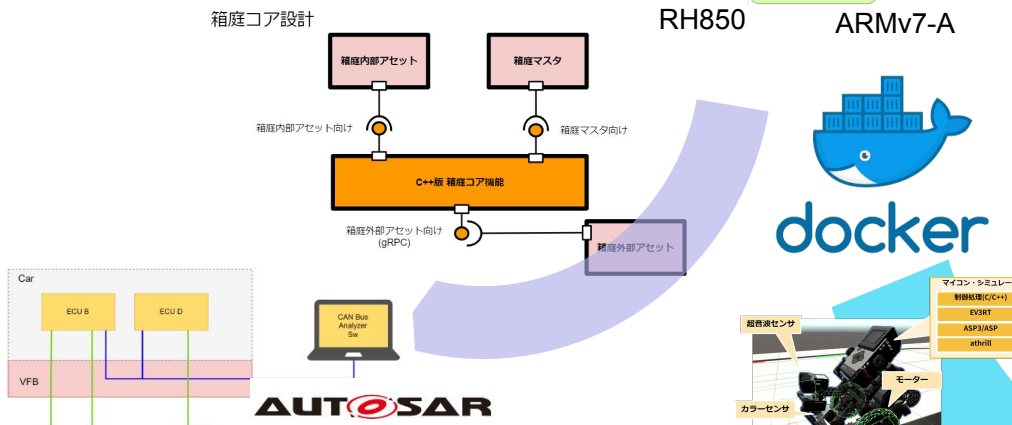 箱庭コア設計
RH850
ARMv7-A
箱庭内部アセット
箱庭マスタ
箱庭内部アセット向け
箱庭マスタ向け
C++版 箱庭コア機能
箱庭外部アセット向け
(gRPC)
箱庭外部アセット
docker
Car
ECU B
ECU D
VFB
CAN Bus
Analyzer
Sw
AUTOSAR
マイコン・シミュレー
制御処理(C/C++)
EV3RT
ASP3/ASP
athrill
超音波センサ
モーター
カラーセンサ